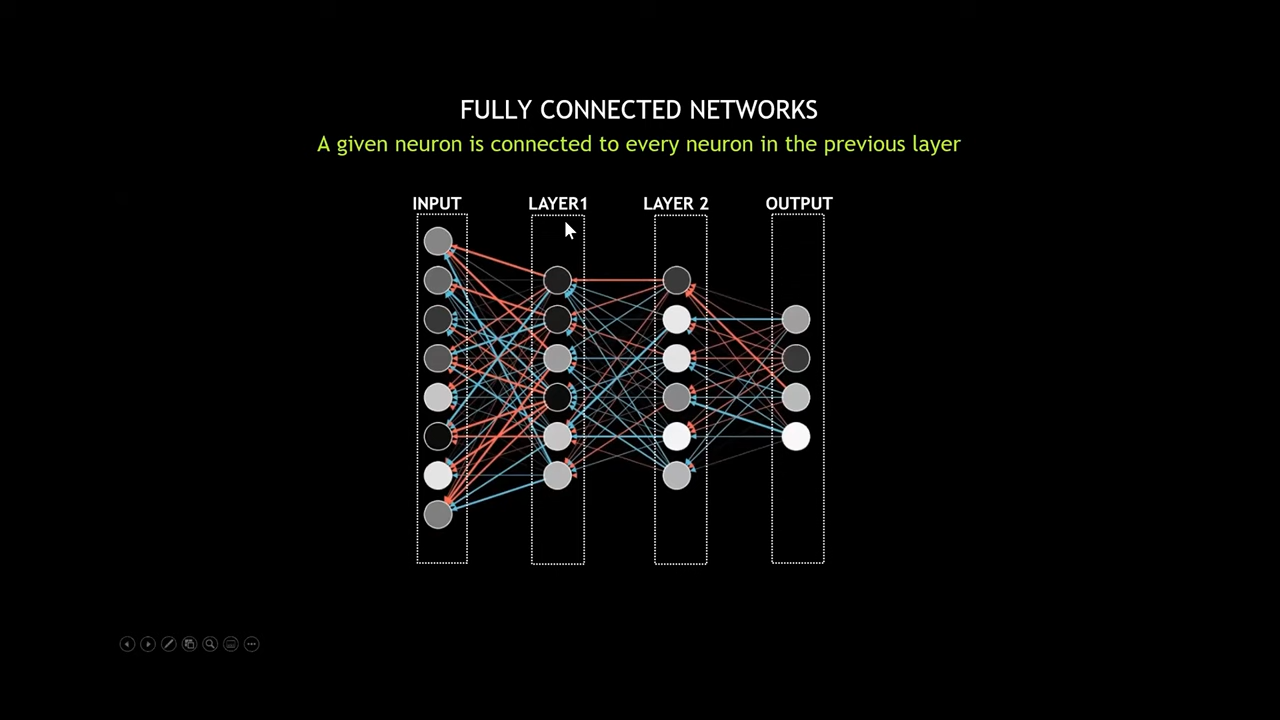 FULLY CONNECTED NETWORKS
A given neuron is connected to every neuron in the previous layer
INPUT LAYER1 LAYER 2 OUTPUT